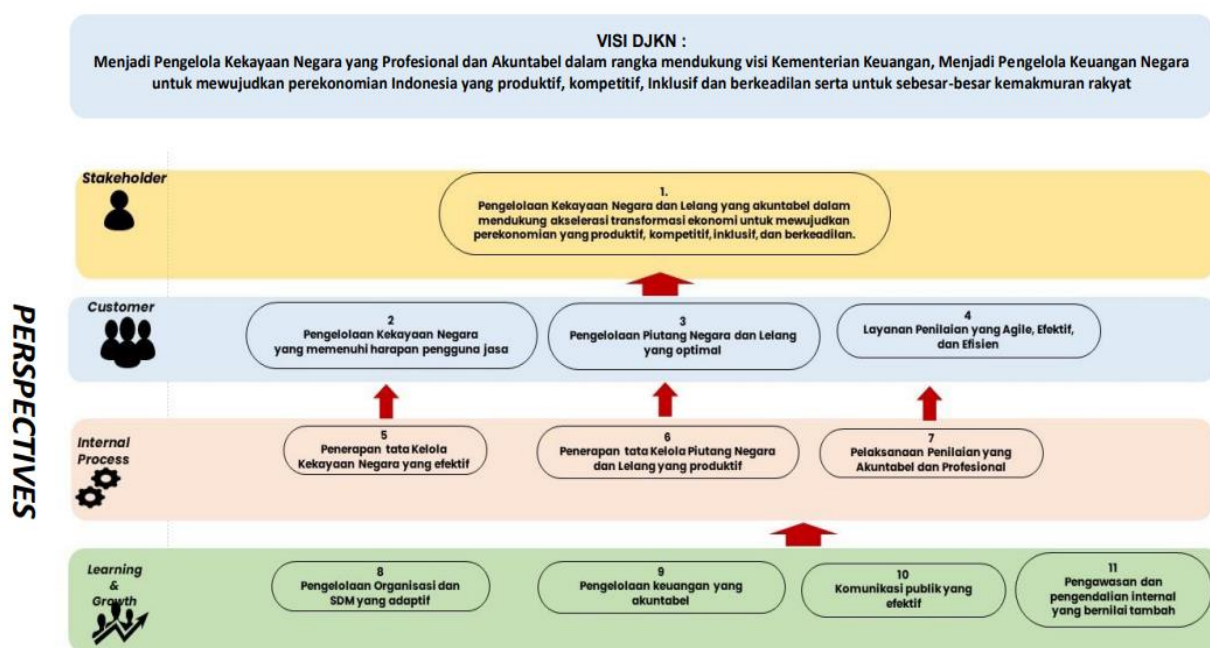 VISI DJKN :
Menjadi Pengelola Kekayaan Negara yang Profesional dan Akuntabel dalam rangka mendukung visi Kementerian Keuangan, Menjadi Pengelola Keuangan Negara
untuk mewujudkan perekonomian Indonesia yang produktif, kompetitif, Inklusif dan berkeadilan serta untuk sebesar-besar kemakmuran rakyat
PERSPECTIVES
Stakeholder
1.
Pengelolaan Kekayaan Negara dan Lelang yang akuntabel dalam
mendukung akselerasi transformasi ekonomi untuk mewujudkan
perekonomian yang produktif, kompetitif, inklusif, dan berkeadilan.
Customer
2
Pengelolaan Kekayaan Negara
yang memenuhi harapan pengguna jasa
3
Pengelolaan Piutang Negara dan Lelang
yang optimal
4
Layanan Penilaian yang Agile, Efektif,
dan Efisien
Internal
Process
5
Penerapan tata Kelola
Kekayaan Negara yang efektif
6
Penerapan tata Kelola Piutang Negara
dan Lelang yang produktif
7
Pelaksanaan Penilaian yang
Akuntabel dan Profesional
Learning
&
Growth
8
Pengelolaan Organisasi dan
SDM yang adaptif
9
Pengelolaan keuangan yang
akuntabel
10
Komunikasi publik yang
efektif
11
Pengawasan dan
pengendalian internal
yang bernilai tambah